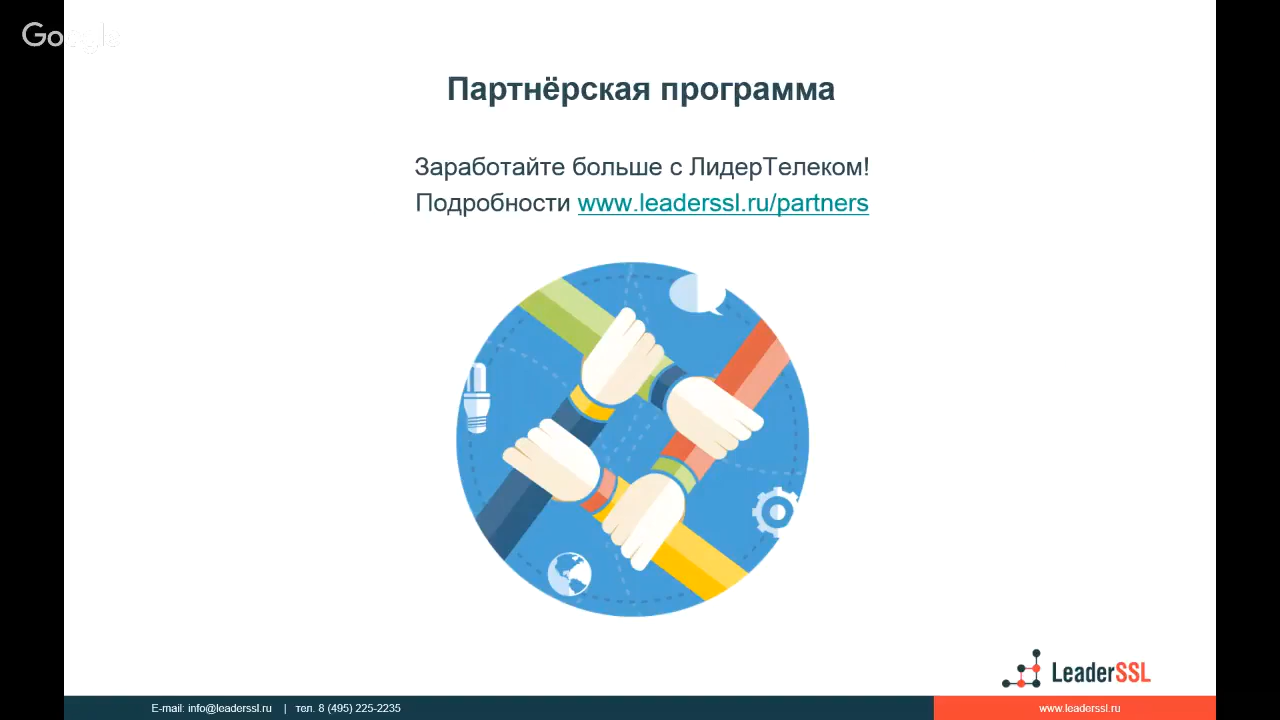 Google
Партнёрская программа
Заработайте больше с ЛидерТелеком!
Подробности www.leaderssl.ru/partners
LeaderSSL
E-mail: info@leaderssl.ru | тел. 8 (495) 225-2235
www.leaderssl.ru